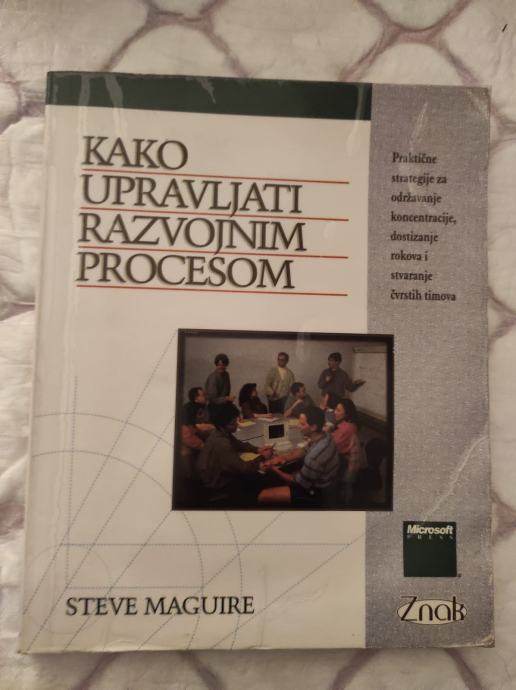 KAKO
UPRAVLJATI
RAZVOJNIM
PROCESOM
Praktične
strategije za
održavanje
koncentracije,
dostizanje
rokova i
stvaranje
čvrstih timova
Microsoft
PRESS
STEVE MAGUIRE
Znak